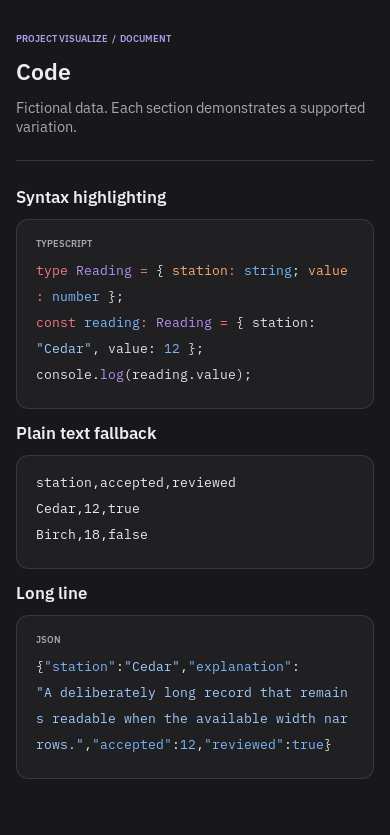 PROJECTVISUALIZE / DOCUMENT
Code
Fictional data. Each section demonstrates a supported
variation.
Syntax highlighting
TYPESCRIPT
type Reading = { station: string; value
: number };
const reading: Reading = { station:
"Cedar", value: 12 };
console.log(reading.value);
Plain text fallback
station,accepted,reviewed
Cedar,12,true
Birch,18,false
Long line
JSON
{"station":"Cedar","explanation":
"A deliberately long record that remain
s readable when the available width nar
rows.","accepted":12,"reviewed":true}